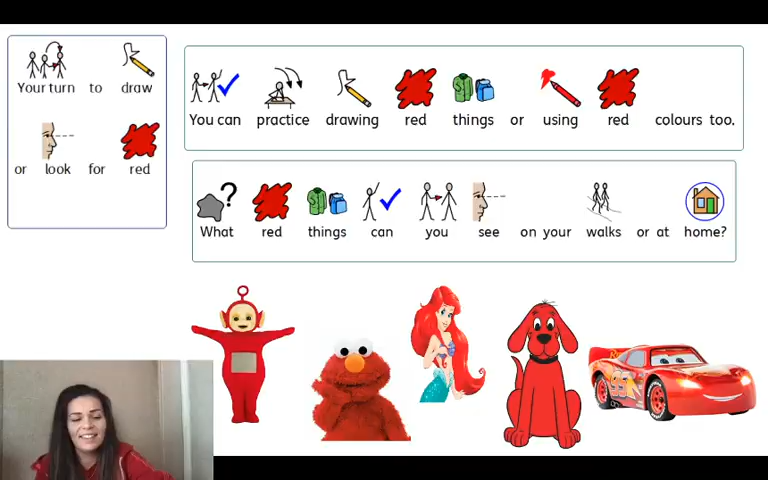 Your turn to draw
or look for red
You can practice drawing red things or using red colours too.
What red things can you see on your walks or at home?
95